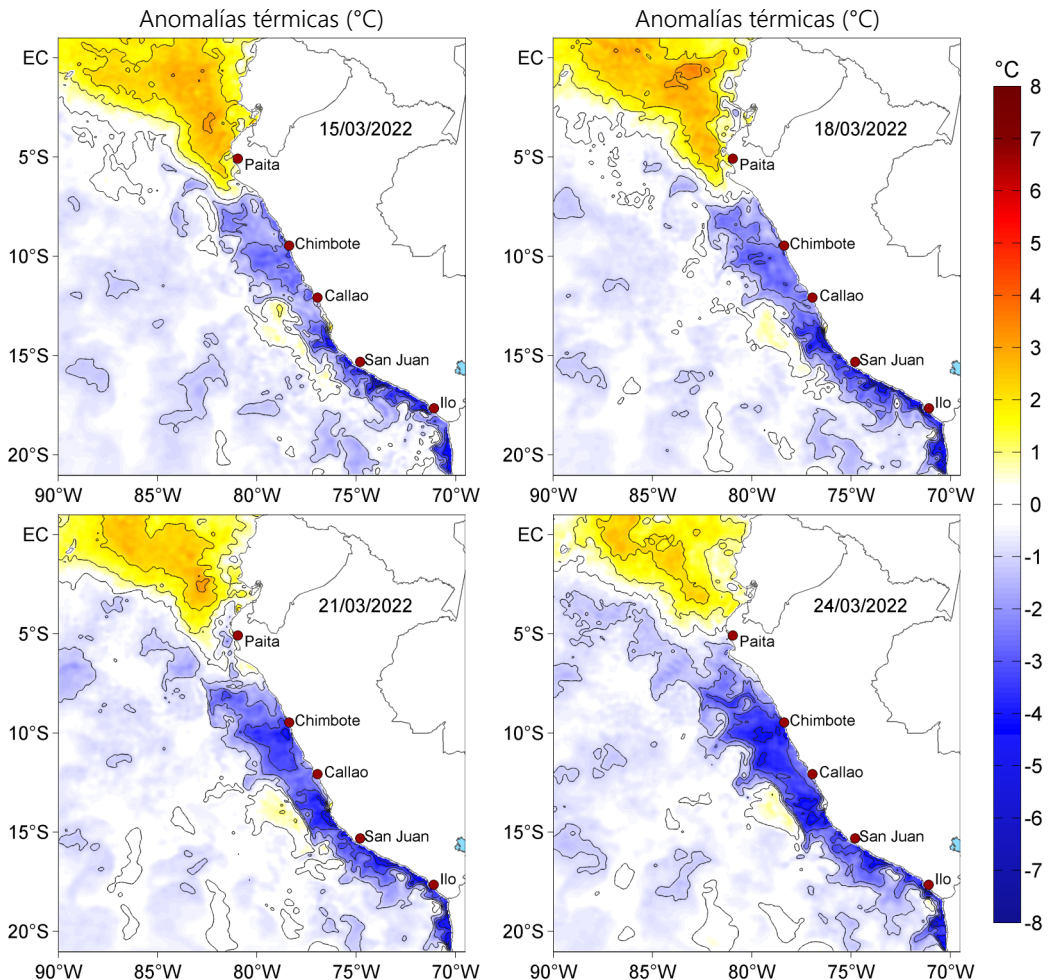 Anomalías térmicas (°C)
Anomalías térmicas (°C)
°C
EC
5°S
10°S
15°S
20°S
90°W
85°W
80°W
75°W
70°W
15/03/2022
Paita
Chimbote
Callao
San Juan
Ilo
EC
5°S
10°S
15°S
20°S
90°W
85°W
80°W
75°W
70°W
18/03/2022
Paita
Chimbote
Callao
San Juan
Ilo
EC
5°S
10°S
15°S
20°S
90°W
85°W
80°W
75°W
70°W
21/03/2022
Paita
Chimbote
Callao
San Juan
Ilo
EC
5°S
10°S
15°S
20°S
90°W
85°W
80°W
75°W
70°W
24/03/2022
Paita
Chimbote
Callao
San Juan
Ilo
8
7
6
5
4
3
2
1
0
-1
-2
-3
-4
-5
-6
-7
-8